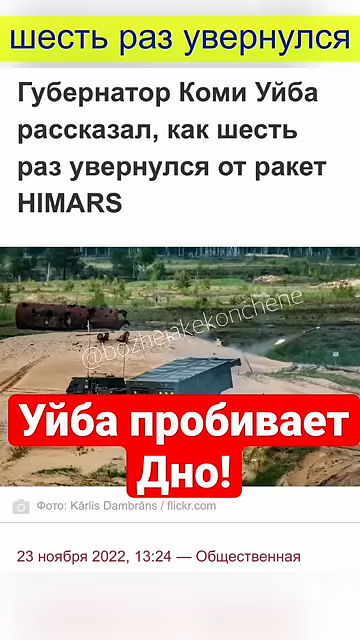 шесть раз увернулся
Губернатор Коми Уйба
рассказал, как шесть
раз увернулся от ракет
HIMARS
@bozhejakekonchene
Уйба пробивает
Дно!
Фото: Kārlis Dambrāns / flickr.com
23 ноября 2022, 13:24 — Общественная